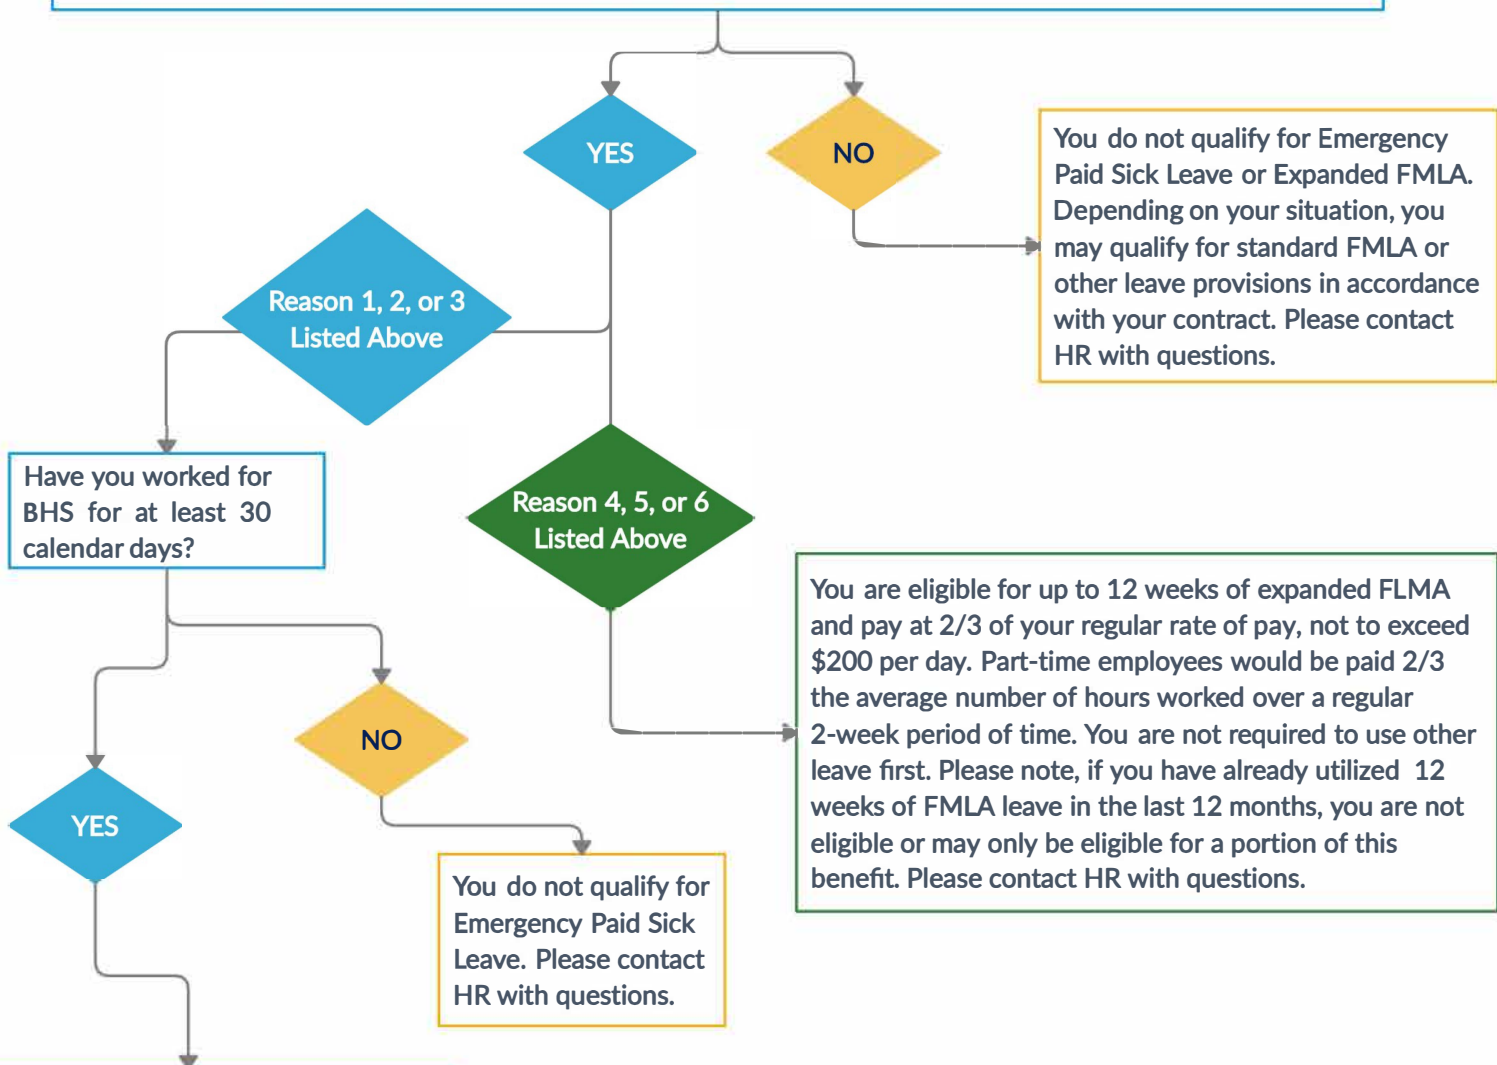 YES
NO
You do not qualify for Emergency
Paid Sick Leave or Expanded FMLA.
Depending on your situation, you
may qualify for standard FMLA or
other leave provisions in accordance
with your contract. Please contact
HR with questions.
Reason 1, 2, or 3
Listed Above
Have you worked for
BHS for at least 30
calendar days?
Reason 4, 5, or 6
Listed Above
You are eligible for up to 12 weeks of expanded FLMA
and pay at 2/3 of your regular rate of pay, not to exceed
$200 per day. Part-time employees would be paid 2/3
the average number of hours worked over a regular
2-week period of time. You are not required to use other
leave first. Please note, if you have already utilized 12
weeks of FMLA leave in the last 12 months, you are not
eligible or may only be eligible for a portion of this
benefit. Please contact HR with questions.
NO
YES
You do not qualify for
Emergency Paid Sick
Leave. Please contact
HR with questions.